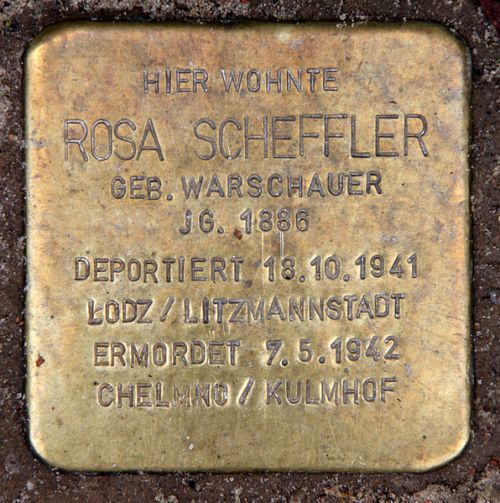 HIER WOHNTE
ROSA SCHEFFLER
GEB. WARSCHAUER
JG. 1886
DEPORTIERT 18.10.1941
ŁODZ / LITZMANNSTADT
ERMORDET 7.5.1942
CHELMNO / KULMHOF